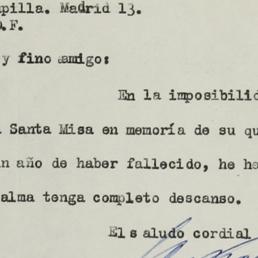 pilla. Madrid 13.
.F.
y fino amigo:
En la imposibilid
Santa Misa en memoria de su qu
n año de haber fallecido, he ha
alma tenga completo descanso.
El saludo cordial